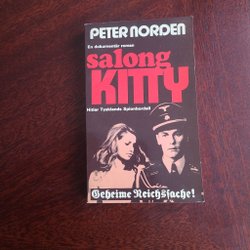 PETER NORDEN
En dokumentär roman
salong
KITTY
Hitler Tysklands Spionbordell
Geheime Reichssache!